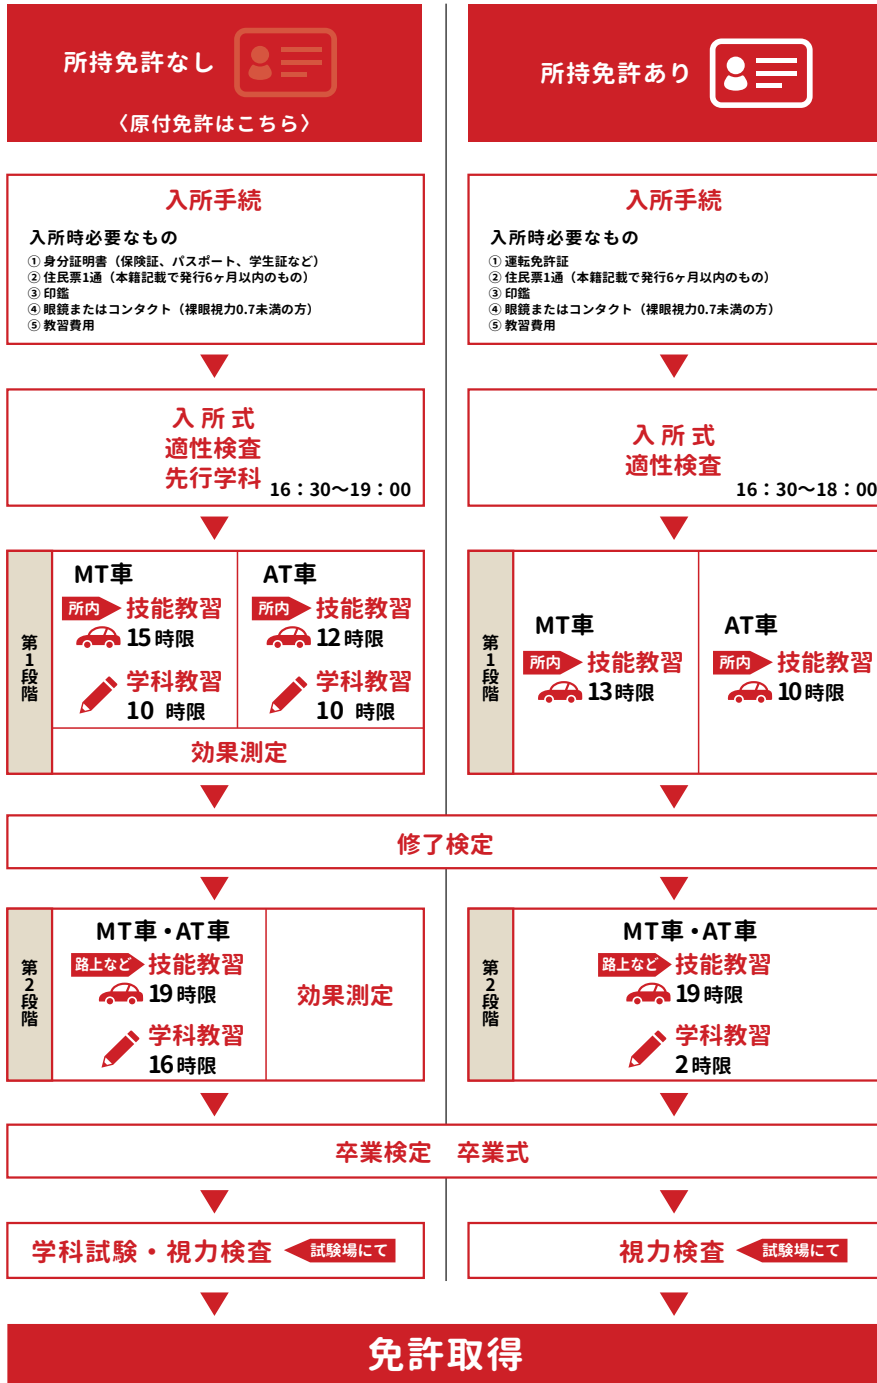 所持免許なし
〈原付免許はこちら〉
入所手続
入所時必要なもの
① 身分証明書（保険証、パスポート、学生証など）
② 住民票1通（本籍記載で発行6ヶ月以内のもの）
③ 印鑑
④ 眼鏡またはコンタクト（裸眼視力0.7未満の方）
⑤ 教習費用
入所式
適性検査
先行学科
16：30〜19：00
第1段階
MT車
所内
技能教習
15時限
学科教習
10 時限
AT車
所内
技能教習
12時限
学科教習
10 時限
効果測定
所持免許あり
入所手続
入所時必要なもの
① 運転免許証
② 住民票1通（本籍記載で発行6ヶ月以内のもの）
③ 印鑑
④ 眼鏡またはコンタクト（裸眼視力0.7未満の方）
⑤ 教習費用
入所式
適性検査
16：30〜18：00
第1段階
MT車
所内
技能教習
13時限
AT車
所内
技能教習
10時限
修了検定
第2段階
MT車・AT車
路上など
技能教習
19時限
学科教習
16時限
効果測定
第2段階
MT車・AT車
路上など
技能教習
19時限
学科教習
2時限
卒業検定　卒業式
学科試験・視力検査
試験場にて
視力検査
試験場にて
免許取得